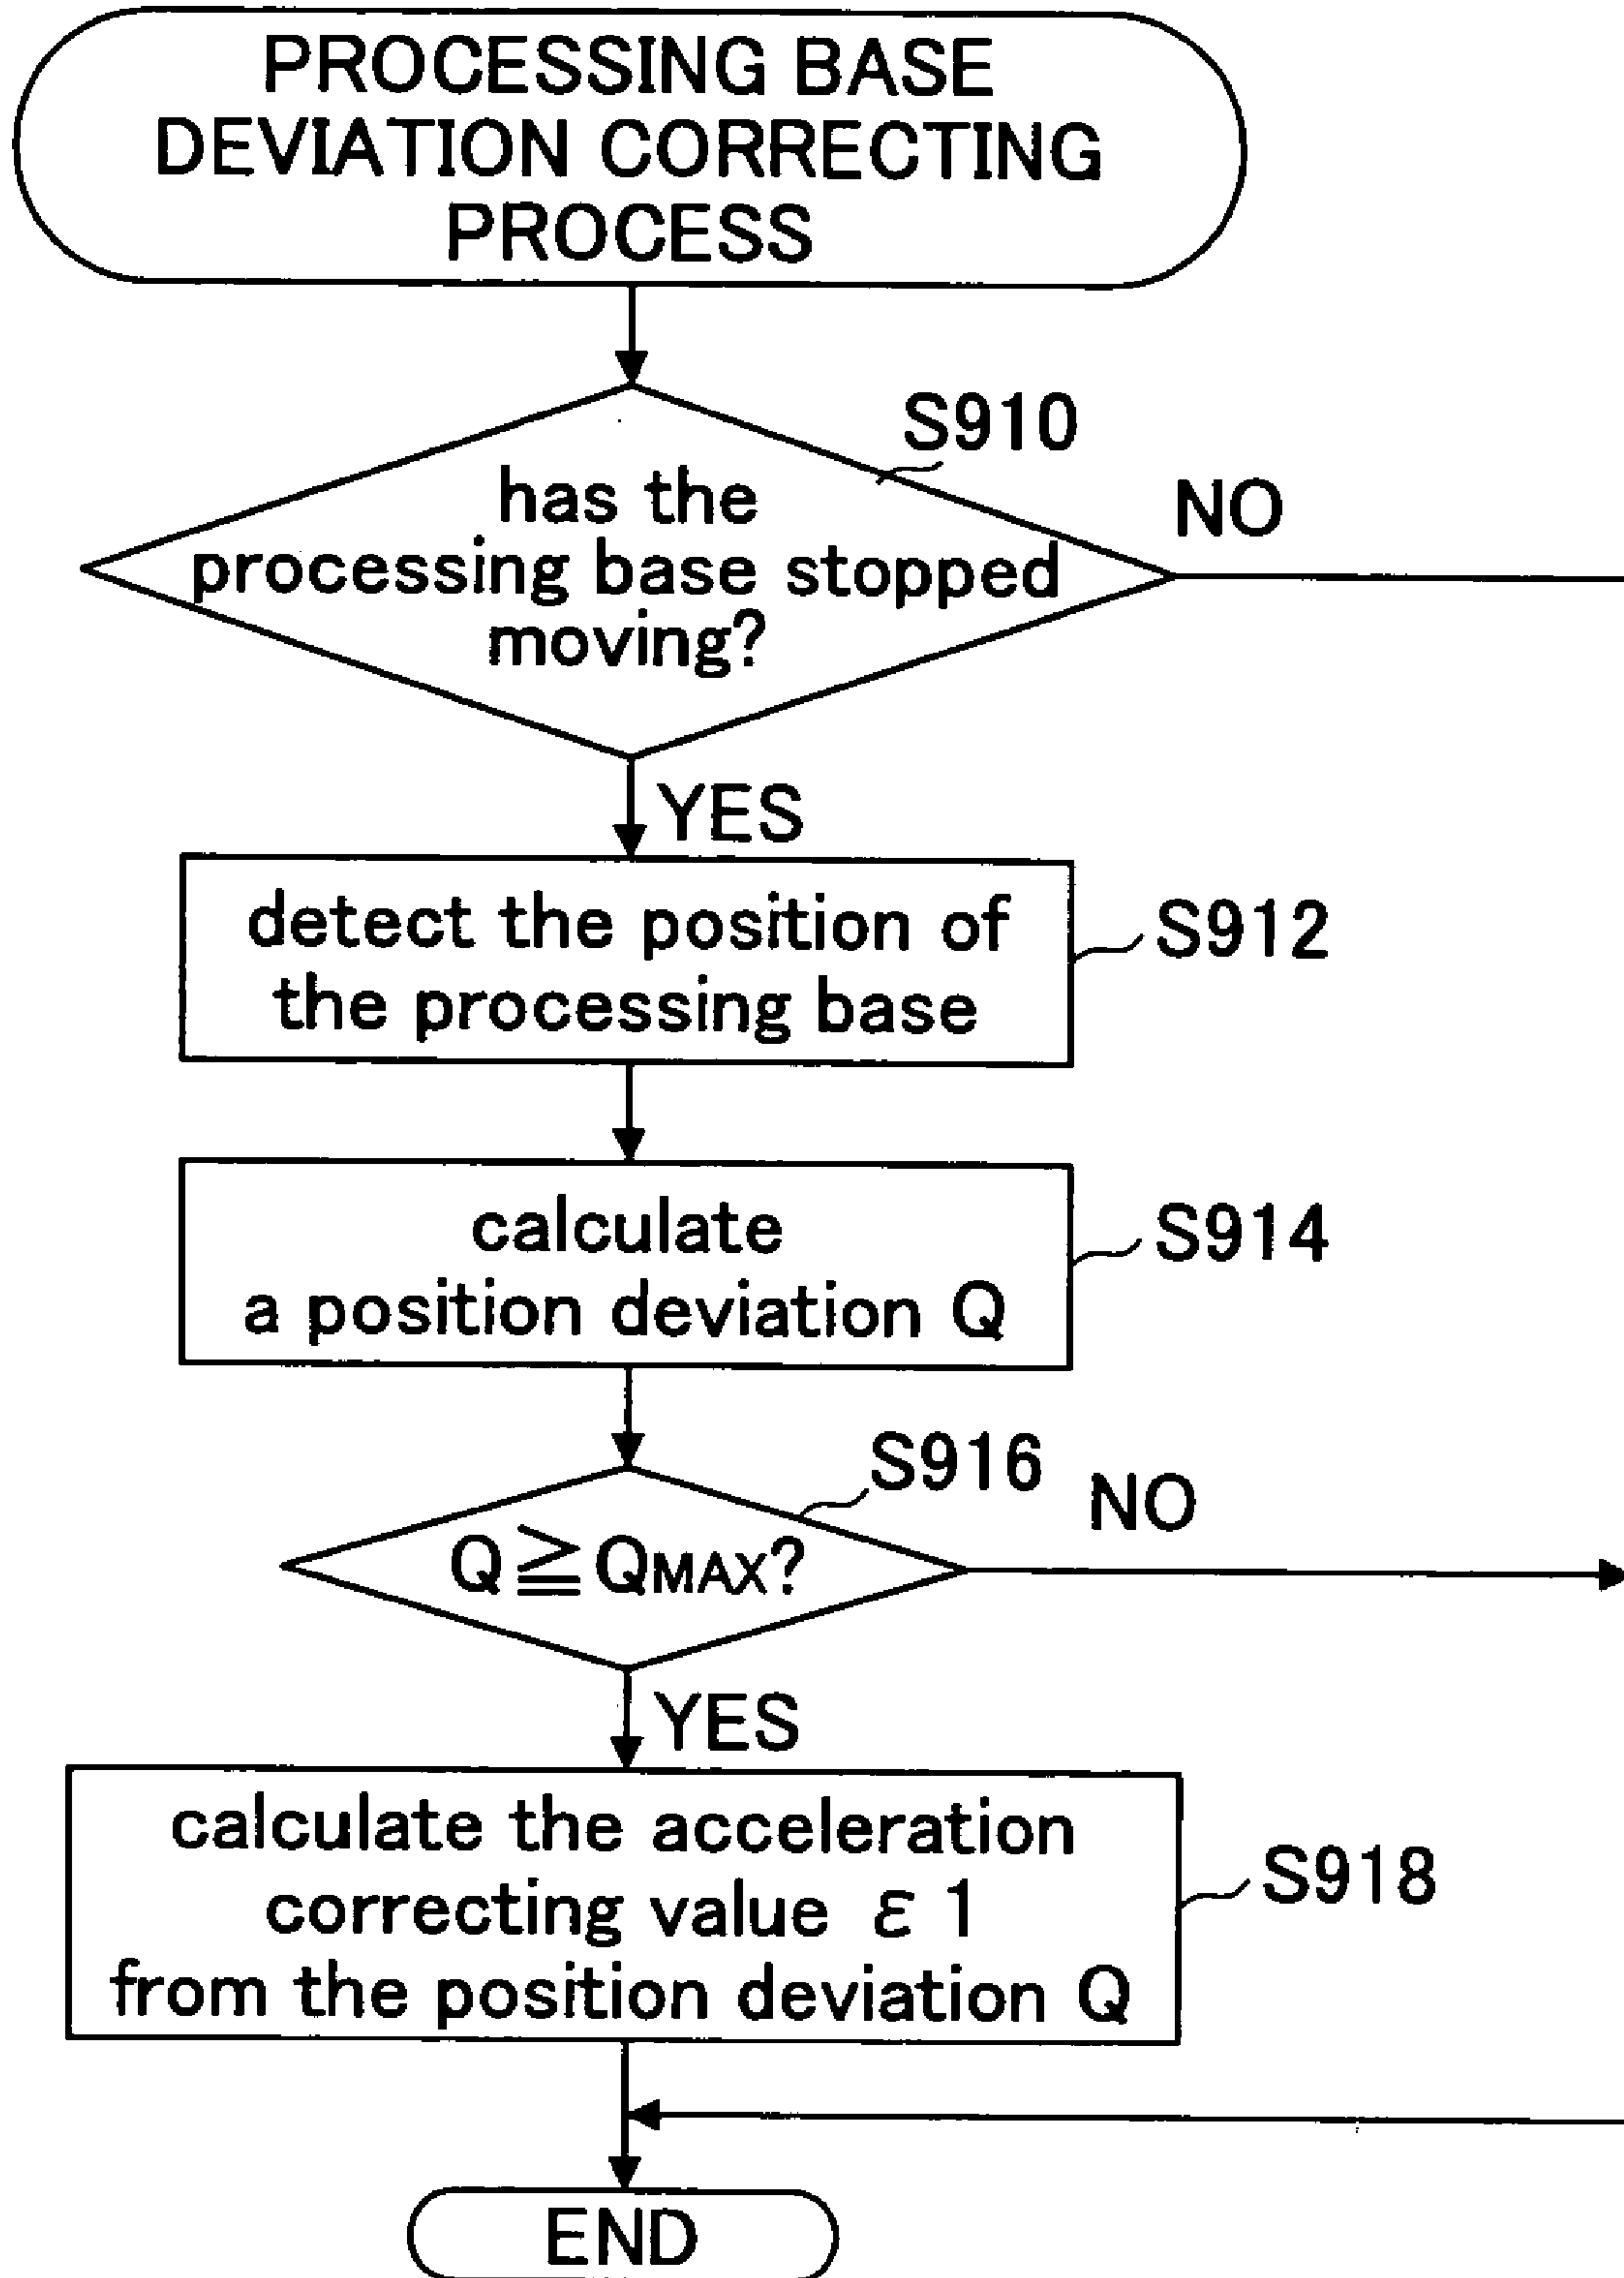 PROCESSING BASE
DEVIATION CORRECTING
PROCESS
S910
has the
processing base stopped
moving?
NO
YES
detect the position of
the processing base
S912
calculate
a position deviation Q
S914
S916
Q≧QMAX?
NO
YES
calculate the acceleration
correcting value ε1
from the position deviation Q
S918
END